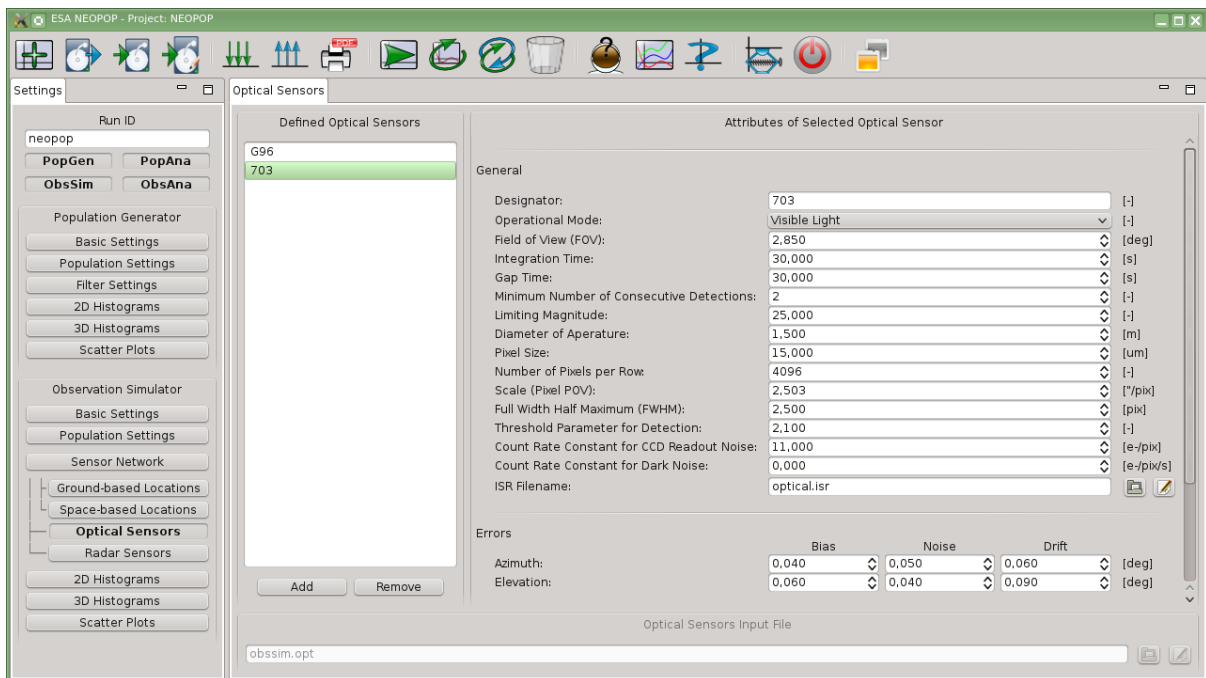 ESA NEOPOP - Project: NEOPOP
PDF
Settings
Run ID
neopop
PopGen PopAna
ObsSim ObsAna
Population Generator
Basic Settings
Population Settings
Filter Settings
2D Histograms
3D Histograms
Scatter Plots
Observation Simulator
Basic Settings
Population Settings
Sensor Network
Ground-based Locations
Space-based Locations
Optical Sensors
Radar Sensors
2D Histograms
3D Histograms
Scatter Plots
Optical Sensors
Defined Optical Sensors
G96
703
Add Remove
Attributes of Selected Optical Sensor
General
Designator: 703 [-]
Operational Mode: Visible Light [-]
Field of View (FOV): 2,850 [deg]
Integration Time: 30,000 [s]
Gap Time: 30,000 [s]
Minimum Number of Consecutive Detections: 2 [-]
Limiting Magnitude: 25,000 [-]
Diameter of Aperature: 1,500 [m]
Pixel Size: 15,000 [um]
Number of Pixels per Row: 4096 [-]
Scale (Pixel POV): 2,503 ["/pix]
Full Width Half Maximum (FWHM): 2,500 [pix]
Threshold Parameter for Detection: 2,100 [-]
Count Rate Constant for CCD Readout Noise: 11,000 [e-/pix]
Count Rate Constant for Dark Noise: 0,000 [e-/pix/s]
ISR Filename: optical.isr
Errors
Bias Noise Drift
Azimuth: 0,040 0,050 0,060 [deg]
Elevation: 0,060 0,040 0,090 [deg]
Optical Sensors Input File
obssim.opt